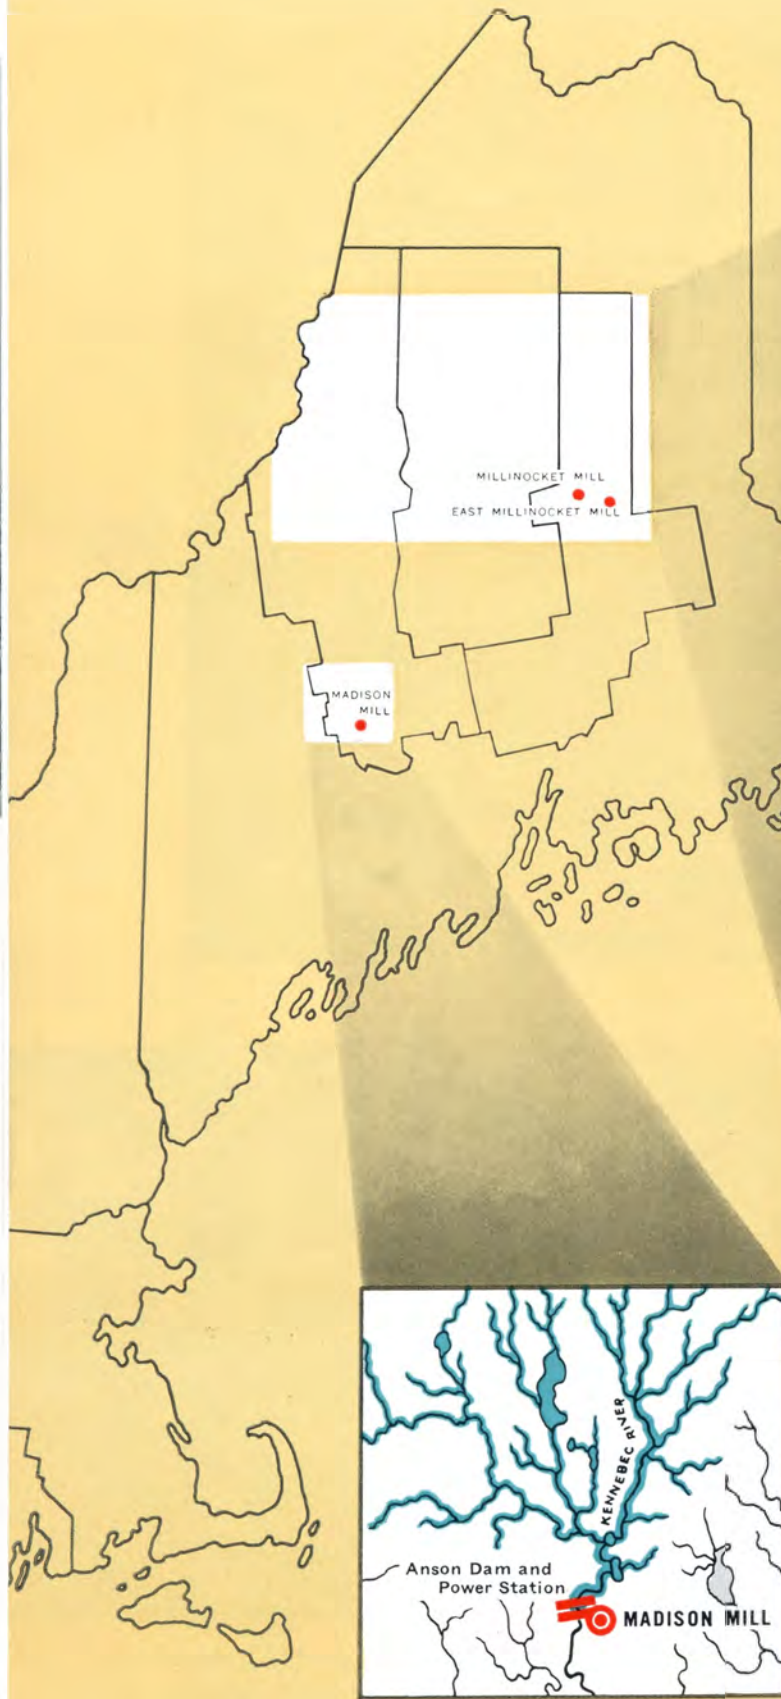 MILLINOCKET MILL
EAST MILLINOCKET MILL
MADISON
MILL
KENNEBEC RIVER
Anson Dam and
Power Station
MADISON MILL